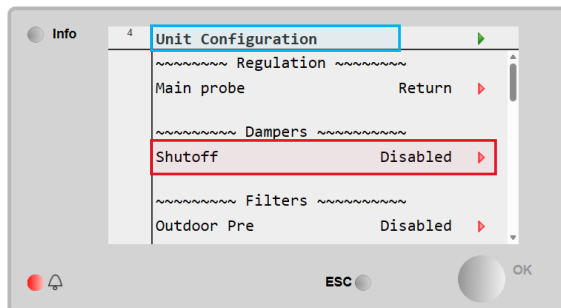 Info
4
Unit Configuration
~~~~~~~~ Regulation ~~~~~~~~
Main probe Return
~~~~~~~~~ Dampers ~~~~~~~~~~
Shutoff Disabled
~~~~~~~~~ Filters ~~~~~~~~~~
Outdoor Pre Disabled
ESC
OK